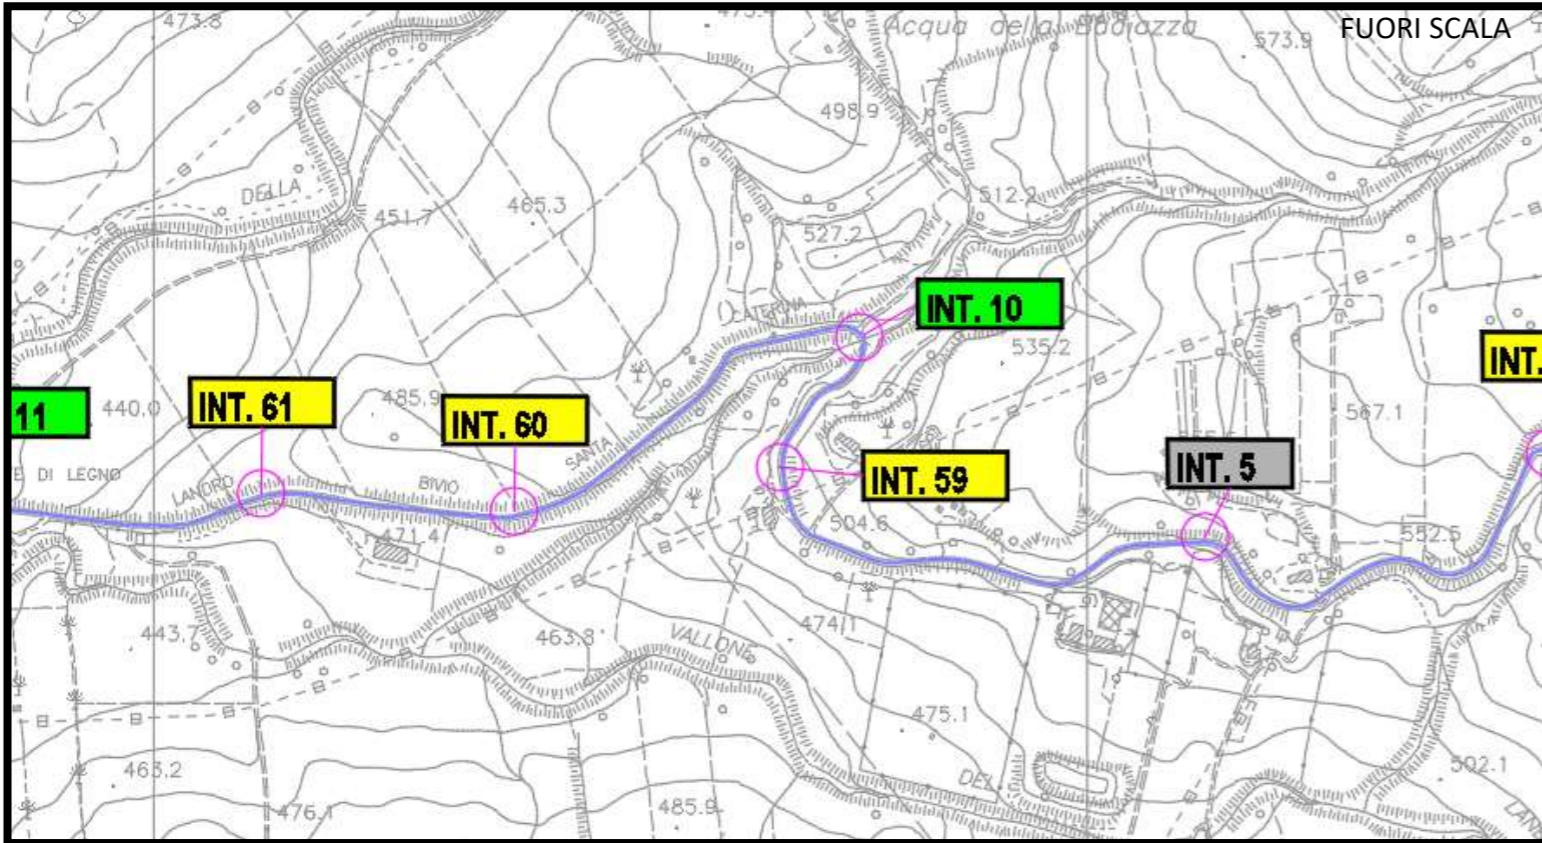 473.8
Acqua della Badiazza
573.9
FUORI SCALA
498.9
DELLA
451.7
465.3
512.2
527.2
CATERINA
INT. 10
535.2
INT.
11
440.0
INT. 61
485.9
INT. 60
567.1
SANTA
INT. 59
INT. 5
E DI LEGNO
LANDRO
BIVIO
504.6
552.5
471.4
443.7
463.8
VALLONE
474.1
475.1
463.2
DEL
502.1
476.1
485.9